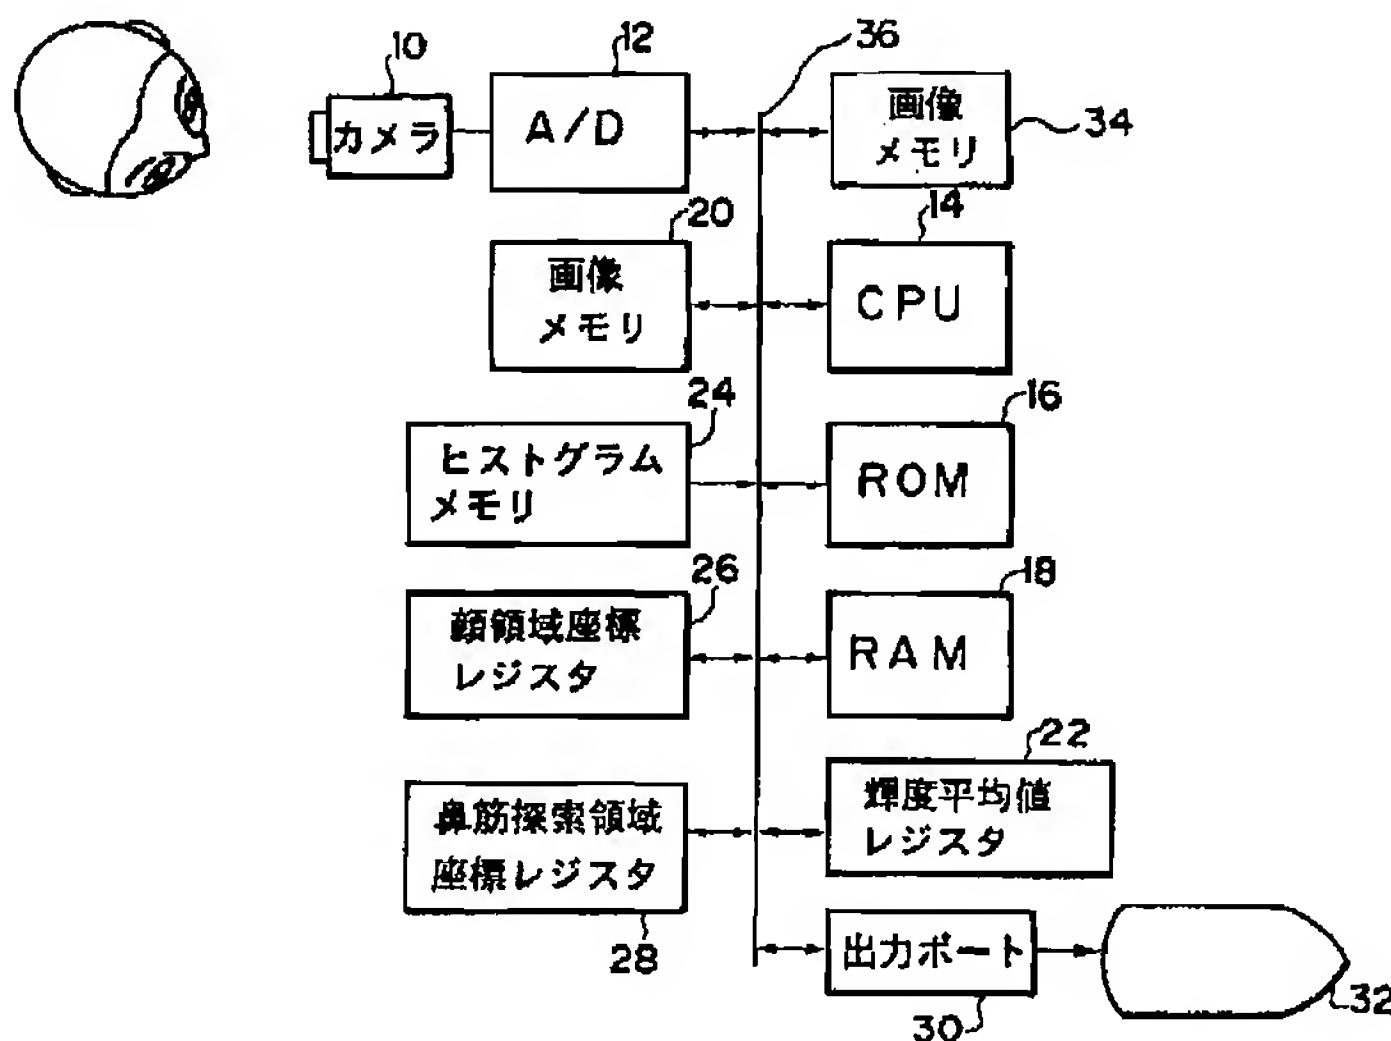 10
12
36
カメラ
A/D
画像
メモリ
34
20
14
画像
メモリ
CPU
24
16
ヒストグラム
メモリ
ROM
26
18
顔領域座標
レジスタ
RAM
22
鼻筋探索領域
座標レジスタ
輝度平均値
レジスタ
28
出力ポート
30
32